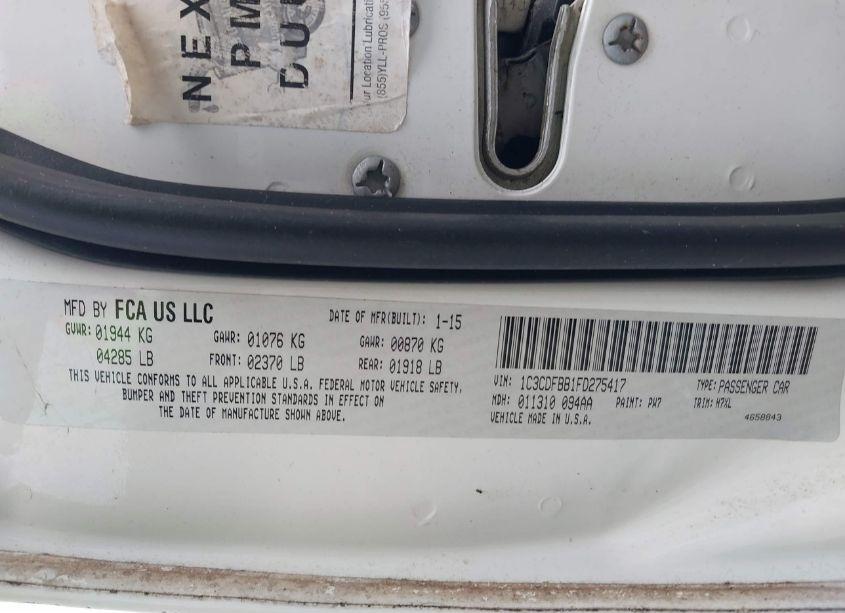 NEX
PM
DU
ur Location Lubricati
(855)YLL-PROS (955
MFD BY FCA US LLC
DATE OF MFR(BUILT): 1-15
GVWR: 01944 KG GAWR: 01076 KG GAWR: 00870 KG
04285 LB FRONT: 02370 LB REAR: 01918 LB
THIS VEHICLE CONFORMS TO ALL APPLICABLE U.S.A. FEDERAL MOTOR VEHICLE SAFETY,
BUMPER AND THEFT PREVENTION STANDARDS IN EFFECT ON
THE DATE OF MANUFACTURE SHOWN ABOVE.
VIN: 1C3CDFBB1FD275417 TYPE: PASSENGER CAR
MDH: 011310 094AA PAINT: PW7 TRIM: H7XL
VEHICLE MADE IN U.S.A. 4658843